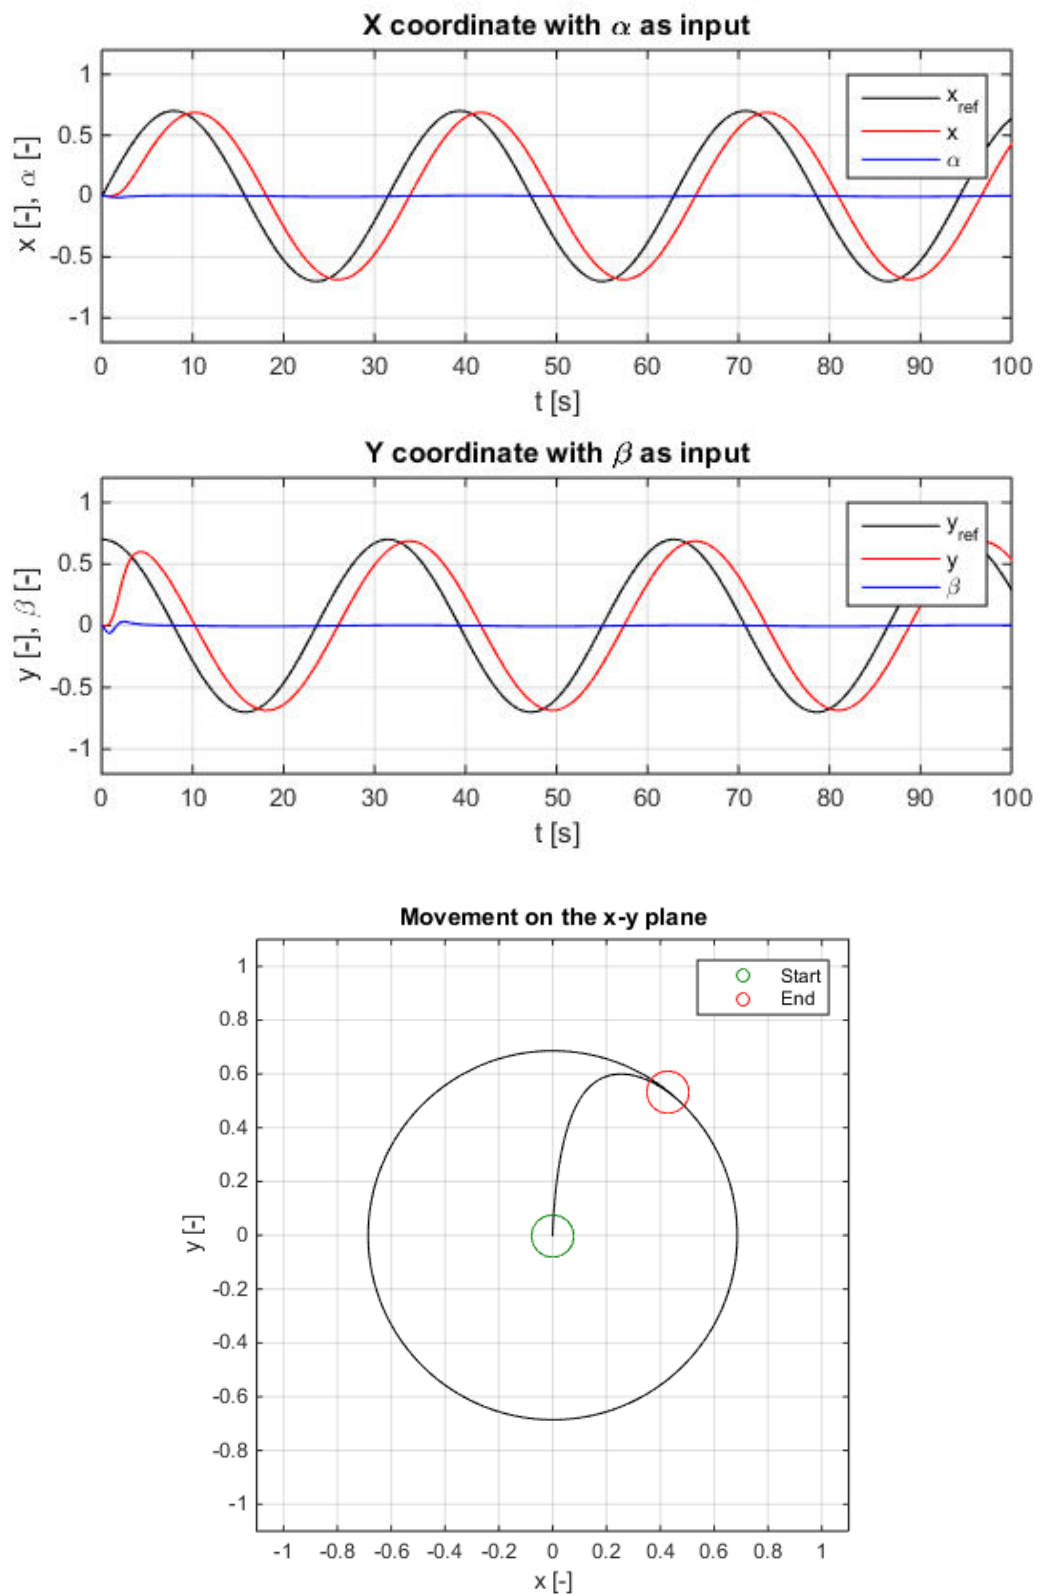 X coordinate with α as input
1
0.5
0
-0.5
-1
x [-], α [-]
x_ref
x
α
0 10 20 30 40 50 60 70 80 90 100
t [s]
Y coordinate with β as input
1
0.5
0
-0.5
-1
y [-], β [-]
y_ref
y
β
0 10 20 30 40 50 60 70 80 90 100
t [s]
Movement on the x-y plane
Start
End
1
0.8
0.6
0.4
0.2
0
-0.2
-0.4
-0.6
-0.8
-1
y [-]
-1 -0.8 -0.6 -0.4 -0.2 0 0.2 0.4 0.6 0.8 1
x [-]